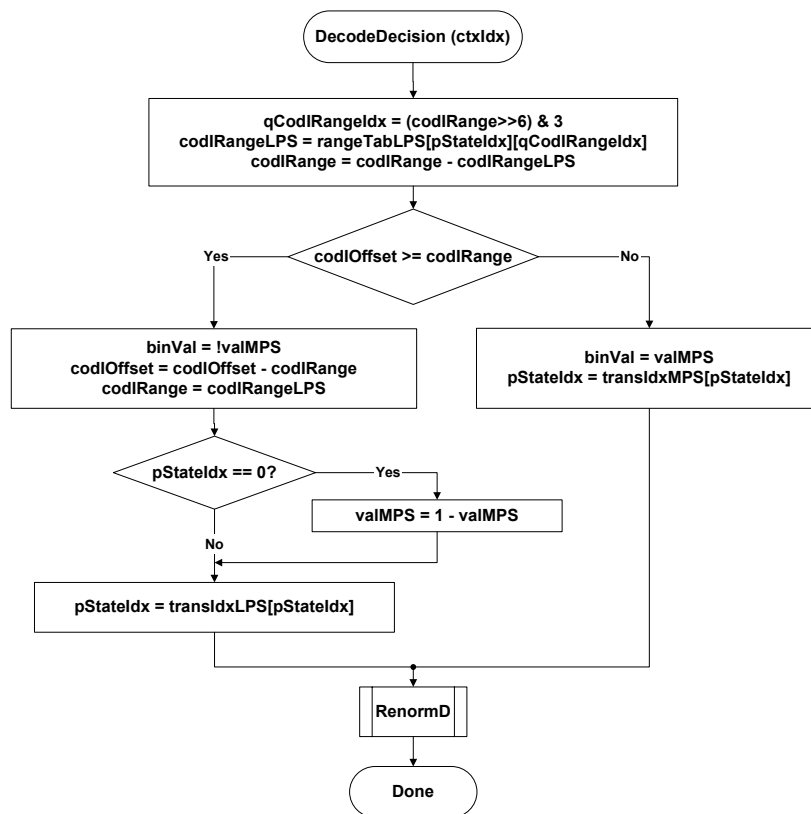 DecodeDecision (ctxIdx)
qCodIRangeIdx = (codIRange>>6) & 3
codIRangeLPS = rangeTabLPS[pStateIdx][qCodIRangeIdx]
codIRange = codIRange - codIRangeLPS
Yes
codIOffset >= codIRange
No
binVal = !valMPS
codIOffset = codIOffset - codIRange
codIRange = codIRangeLPS
binVal = valMPS
pStateIdx = transIdxMPS[pStateIdx]
pStateIdx == 0?
Yes
valMPS = 1 - valMPS
No
pStateIdx = transIdxLPS[pStateIdx]
RenormD
Done